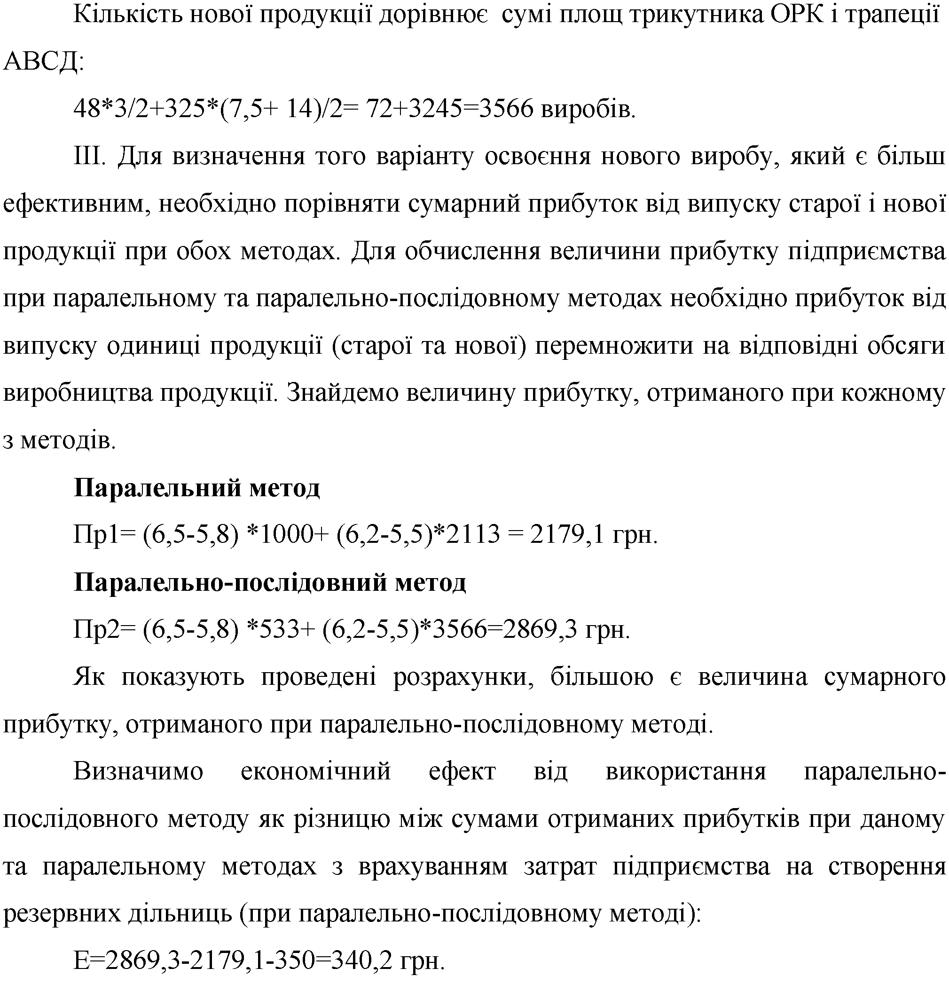 Кількість нової продукції дорівнює  сумі площ трикутника ОРК і трапеції
АВСД:
48*3/2+325*(7,5+ 14)/2= 72+3245=3566 виробів.
ІІІ. Для визначення того варіанту освоєння нового виробу, який є більш
ефективним, необхідно порівняти сумарний прибуток від випуску старої і нової
продукції при обох методах. Для обчислення величини прибутку підприємства
при паралельному та паралельно-послідовному методах необхідно прибуток від
випуску одиниці продукції (старої та нової) перемножити на відповідні обсяги
виробництва продукції. Знайдемо величину прибутку, отриманого при кожному
з методів.
Паралельний метод
Пр1= (6,5-5,8) *1000+ (6,2-5,5)*2113 = 2179,1 грн.
Паралельно-послідовний метод
Пр2= (6,5-5,8) *533+ (6,2-5,5)*3566=2869,3 грн.
Як показують проведені розрахунки, більшою є величина сумарного
прибутку, отриманого при паралельно-послідовному методі.
Визначимо економічний ефект від використання паралельно-
послідовного методу як різницю між сумами отриманих прибутків при даному
та паралельному методах з врахуванням затрат підприємства на створення
резервних дільниць (при паралельно-послідовному методі):
Е=2869,3-2179,1-350=340,2 грн.